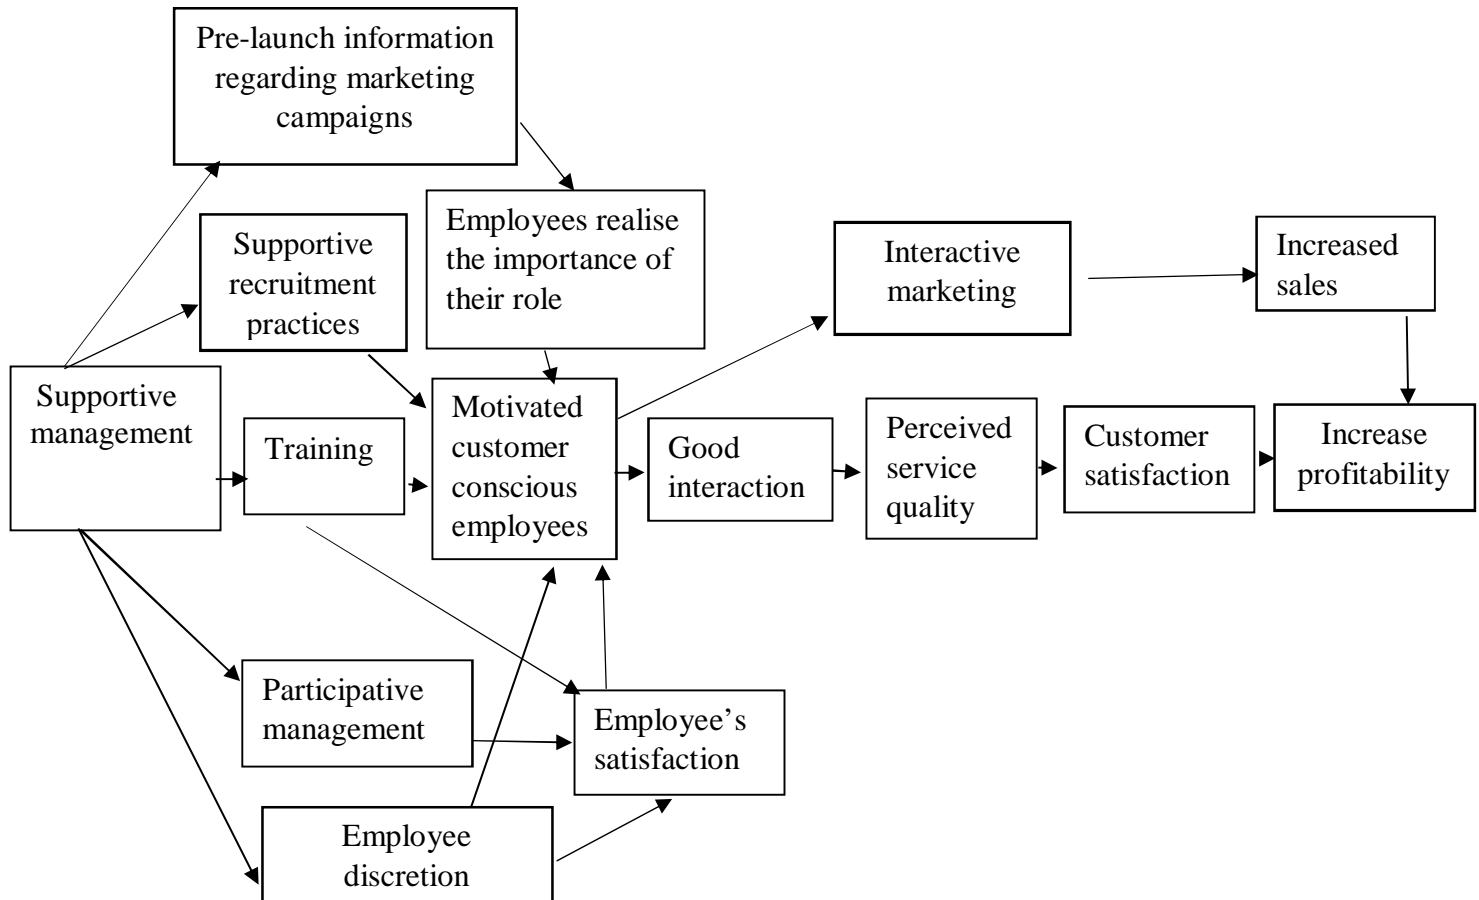 Pre-launch information
regarding marketing
campaigns
Supportive
recruitment
practices
Employees realise
the importance of
their role
Interactive
marketing
Increased
sales
Supportive
management
Training
Motivated
customer
conscious
employees
Good
interaction
Perceived
service
quality
Customer
satisfaction
Increase
profitability
Participative
management
Employee’s
satisfaction
Employee
discretion